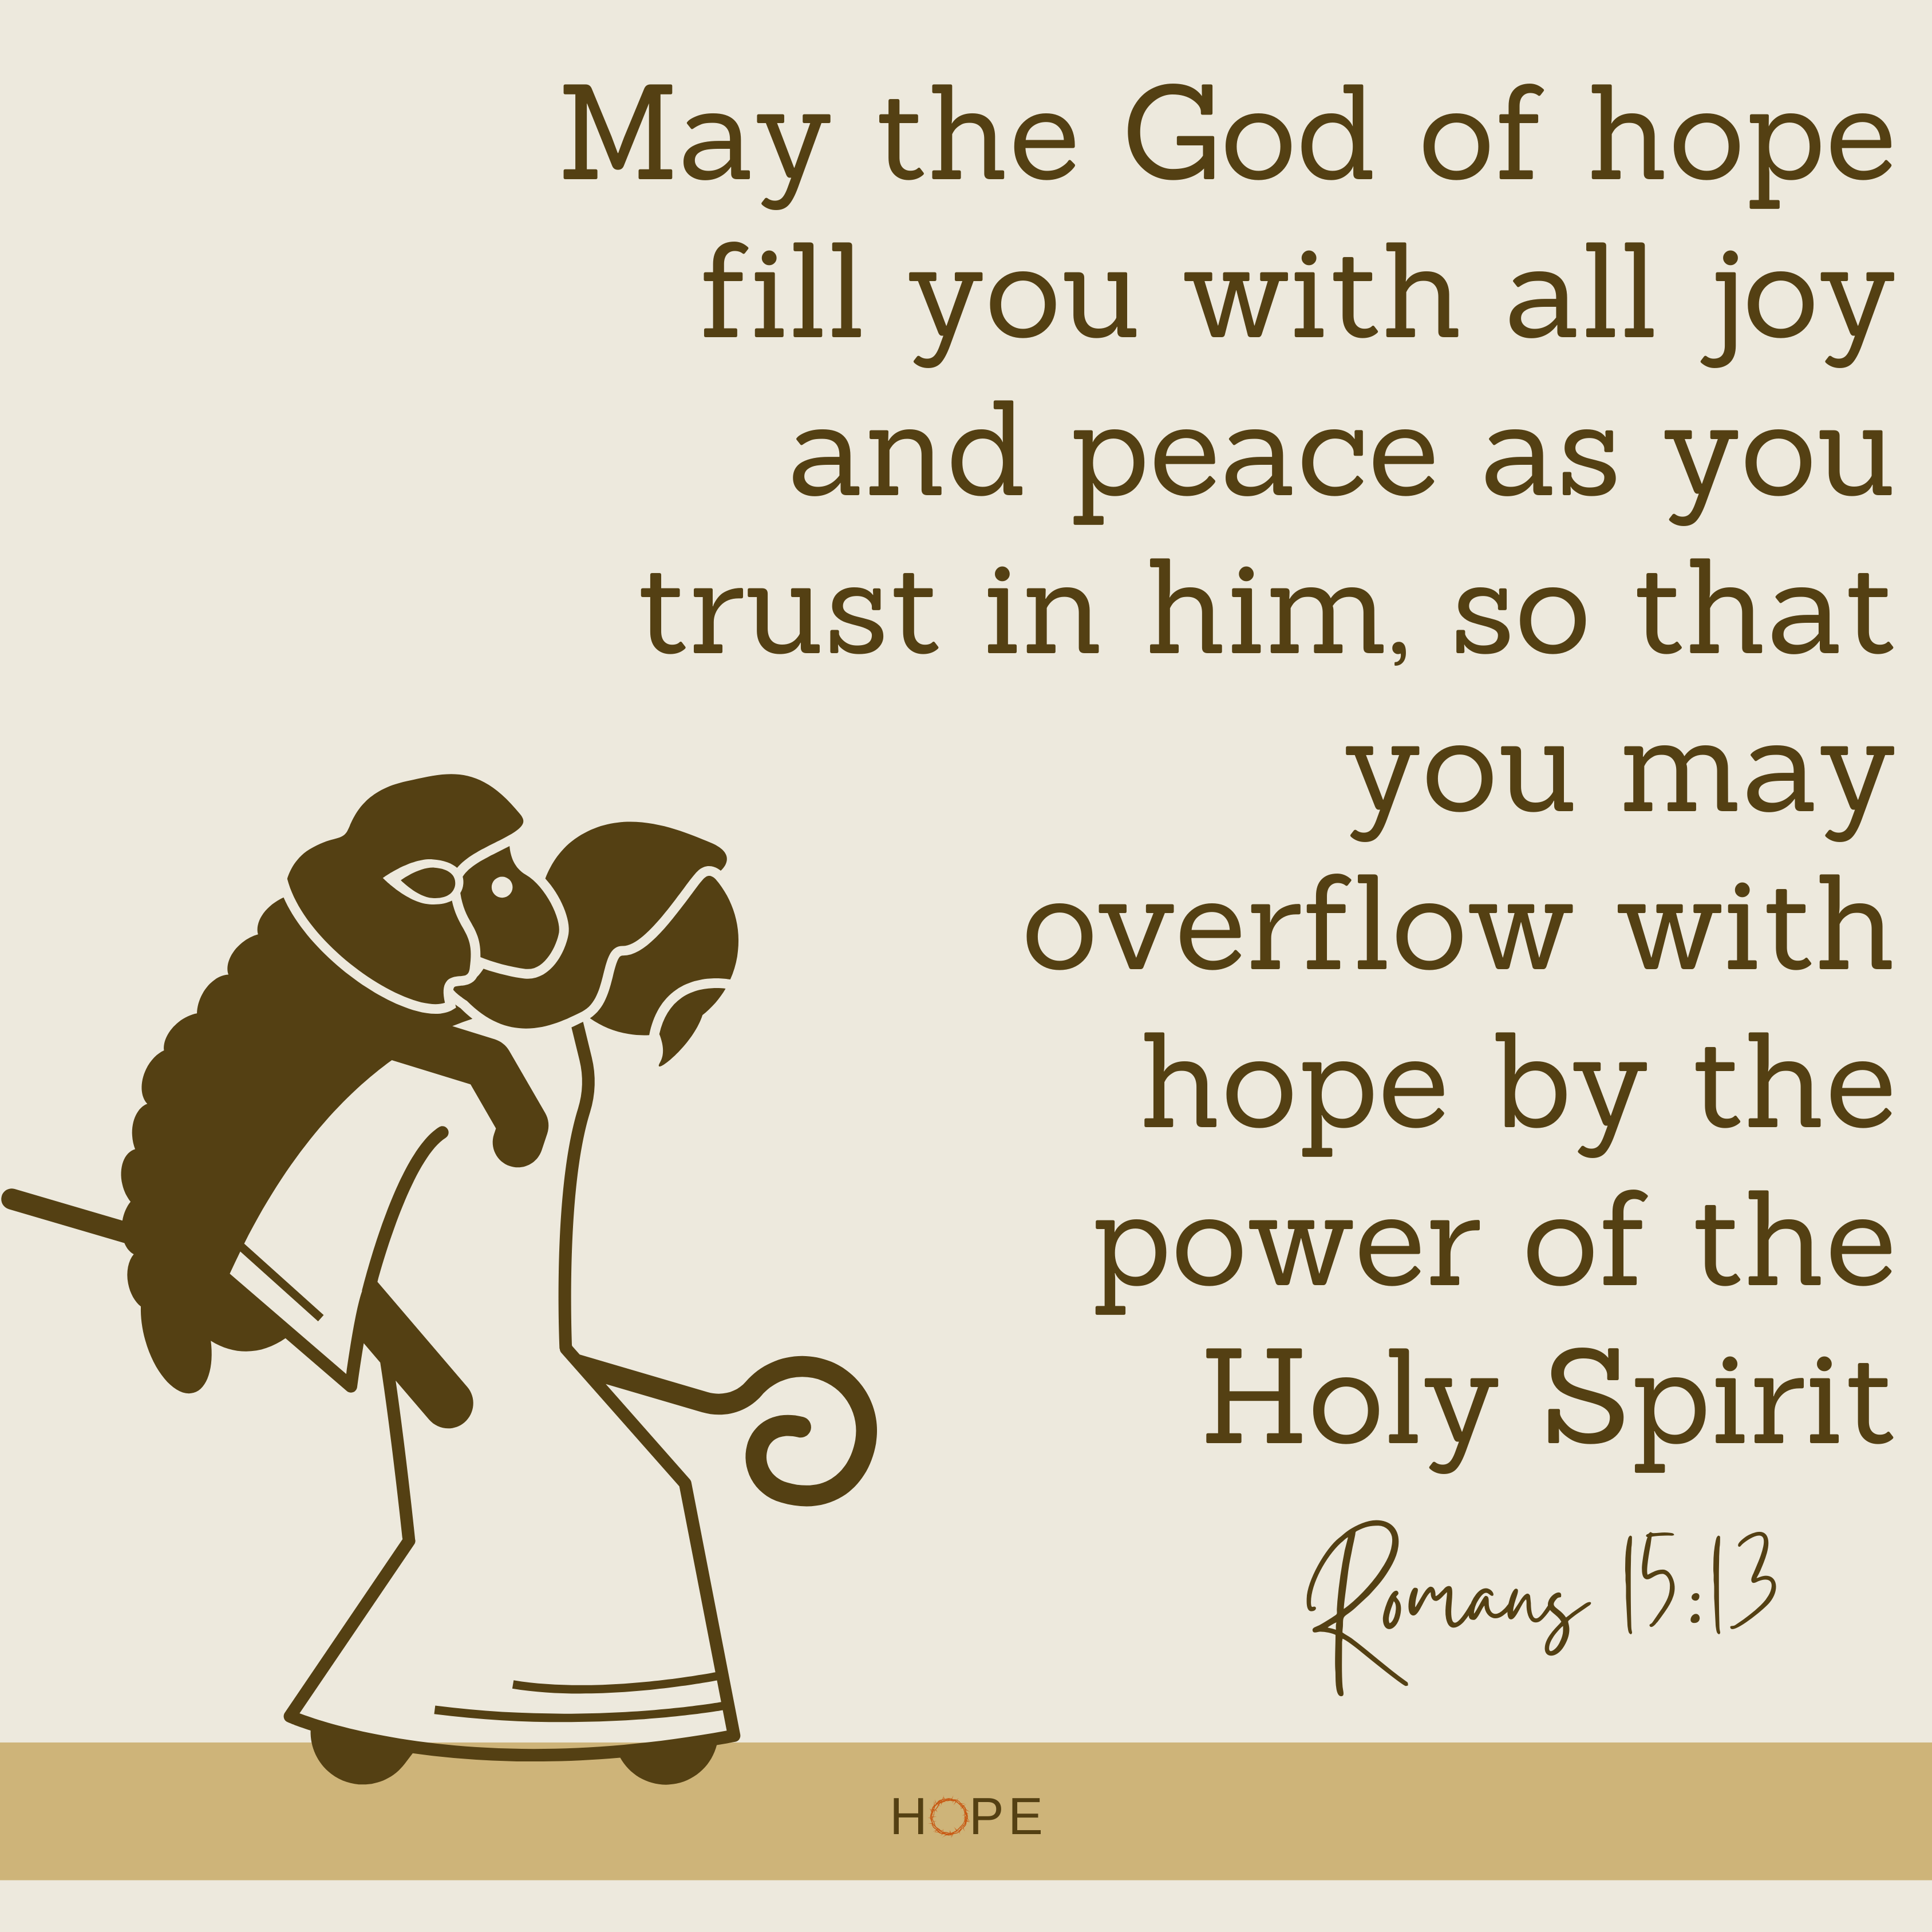 May the God of hope
fill you with all joy
and peace as you
trust in him, so that
you may
overflow with
hope by the
power of the
Holy Spirit
Romans 15:13
HOPE